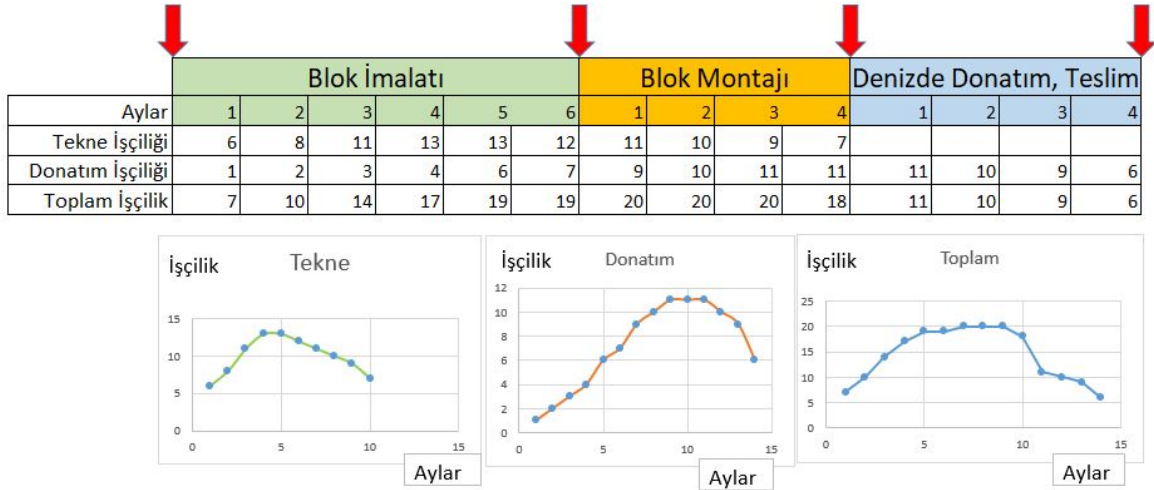 Blok İmalatı Blok Montajı Denizde Donatım, Teslim
Aylar 1 2 3 4 5 6 1 2 3 4 1 2 3 4
Tekne İşçiliği 6 8 11 13 13 12 11 10 9 7
Donatım İşçiliği 1 2 3 4 6 7 9 10 11 11 11 10 9 6
Toplam İşçilik 7 10 14 17 19 19 20 20 20 18 11 10 9 6
İşçilik
Tekne
15
10
5
0
0 5 10 15
Aylar
İşçilik
Donatım
12
10
8
6
4
2
0
0 5 10 15
Aylar
İşçilik
Toplam
25
20
15
10
5
0
0 5 10 15
Aylar